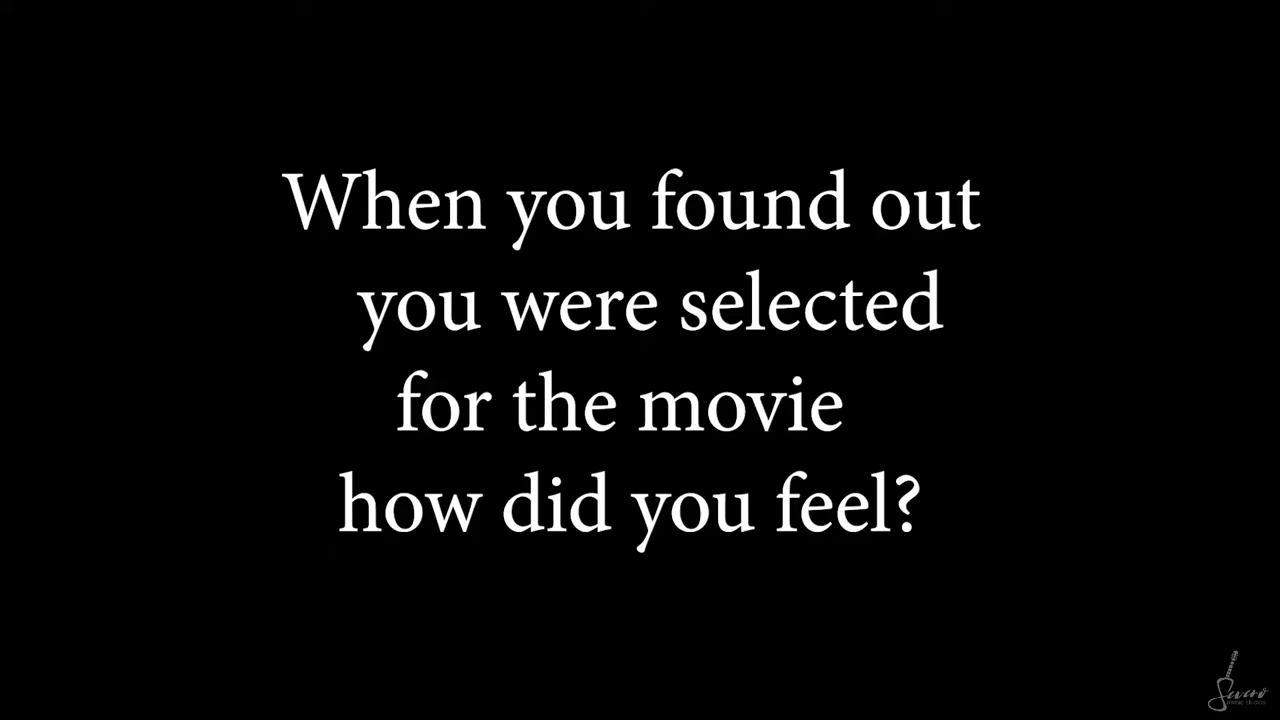 When you found out
you were selected
for the movie
how did you feel?